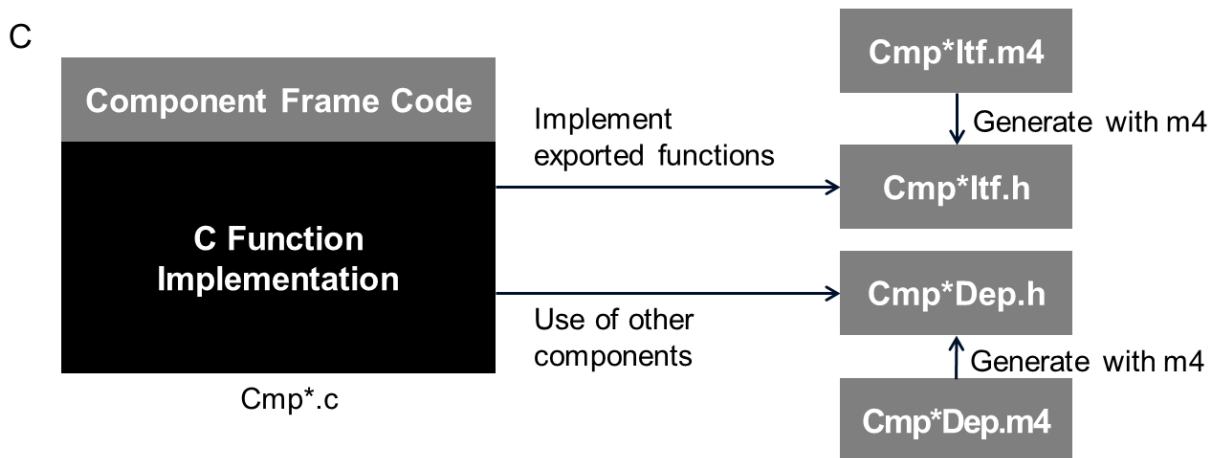 C
Component Frame Code
C Function
Implementation
Cmp*.c
Implement
exported functions
Use of other
components
Cmp*Itf.m4
Generate with m4
Cmp*Itf.h
Cmp*Dep.h
Generate with m4
Cmp*Dep.m4